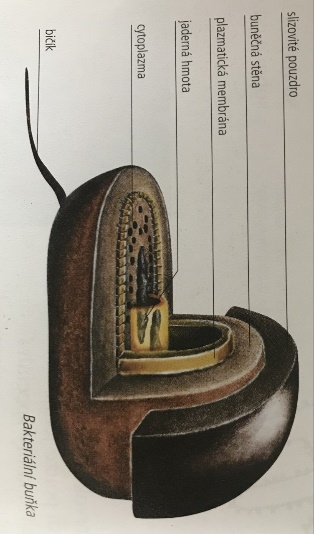 slizovité pouzdro
buněčná stěna
plazmatická membrána
jaderná hmota
cytoplazma
bičík
Bakteriální buňka